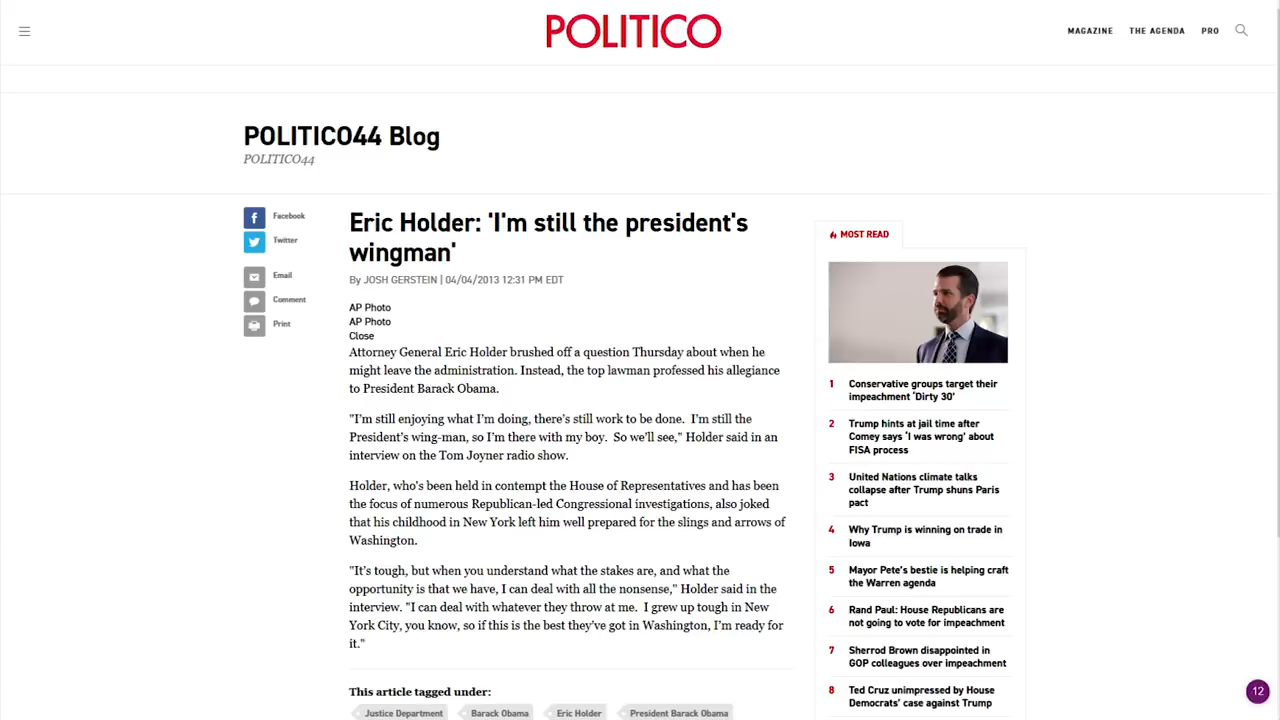 POLITICO
MAGAZINE THE AGENDA PRO
POLITICO44 Blog
POLITICO44
Facebook
Twitter
Email
Comment
Print
Eric Holder: 'I'm still the president's
wingman'
By JOSH GERSTEIN | 04/04/2013 12:31 PM EDT
AP Photo
AP Photo
Close
Attorney General Eric Holder brushed off a question Thursday about when he
might leave the administration. Instead, the top lawman professed his allegiance
to President Barack Obama.
"I'm still enjoying what I'm doing, there's still work to be done.  I'm still the
President's wing-man, so I'm there with my boy.  So we'll see," Holder said in an
interview on the Tom Joyner radio show.
Holder, who's been held in contempt the House of Representatives and has been
the focus of numerous Republican-led Congressional investigations, also joked
that his childhood in New York left him well prepared for the slings and arrows of
Washington.
"It's tough, but when you understand what the stakes are, and what the
opportunity is that we have, I can deal with all the nonsense," Holder said in the
interview. "I can deal with whatever they throw at me.  I grew up tough in New
York City, you know, so if this is the best they've got in Washington, I'm ready for
it."
This article tagged under:
Justice Department Barack Obama Eric Holder President Barack Obama
MOST READ
1 Conservative groups target their
impeachment 'Dirty 30'
2 Trump hints at jail time after
Comey says 'I was wrong' about
FISA process
3 United Nations climate talks
collapse after Trump shuns Paris
pact
4 Why Trump is winning on trade in
Iowa
5 Mayor Pete's bestie is helping craft
the Warren agenda
6 Rand Paul: House Republicans are
not going to vote for impeachment
7 Sherrod Brown disappointed in
GOP colleagues over impeachment
8 Ted Cruz unimpressed by House
Democrats' case against Trump
12